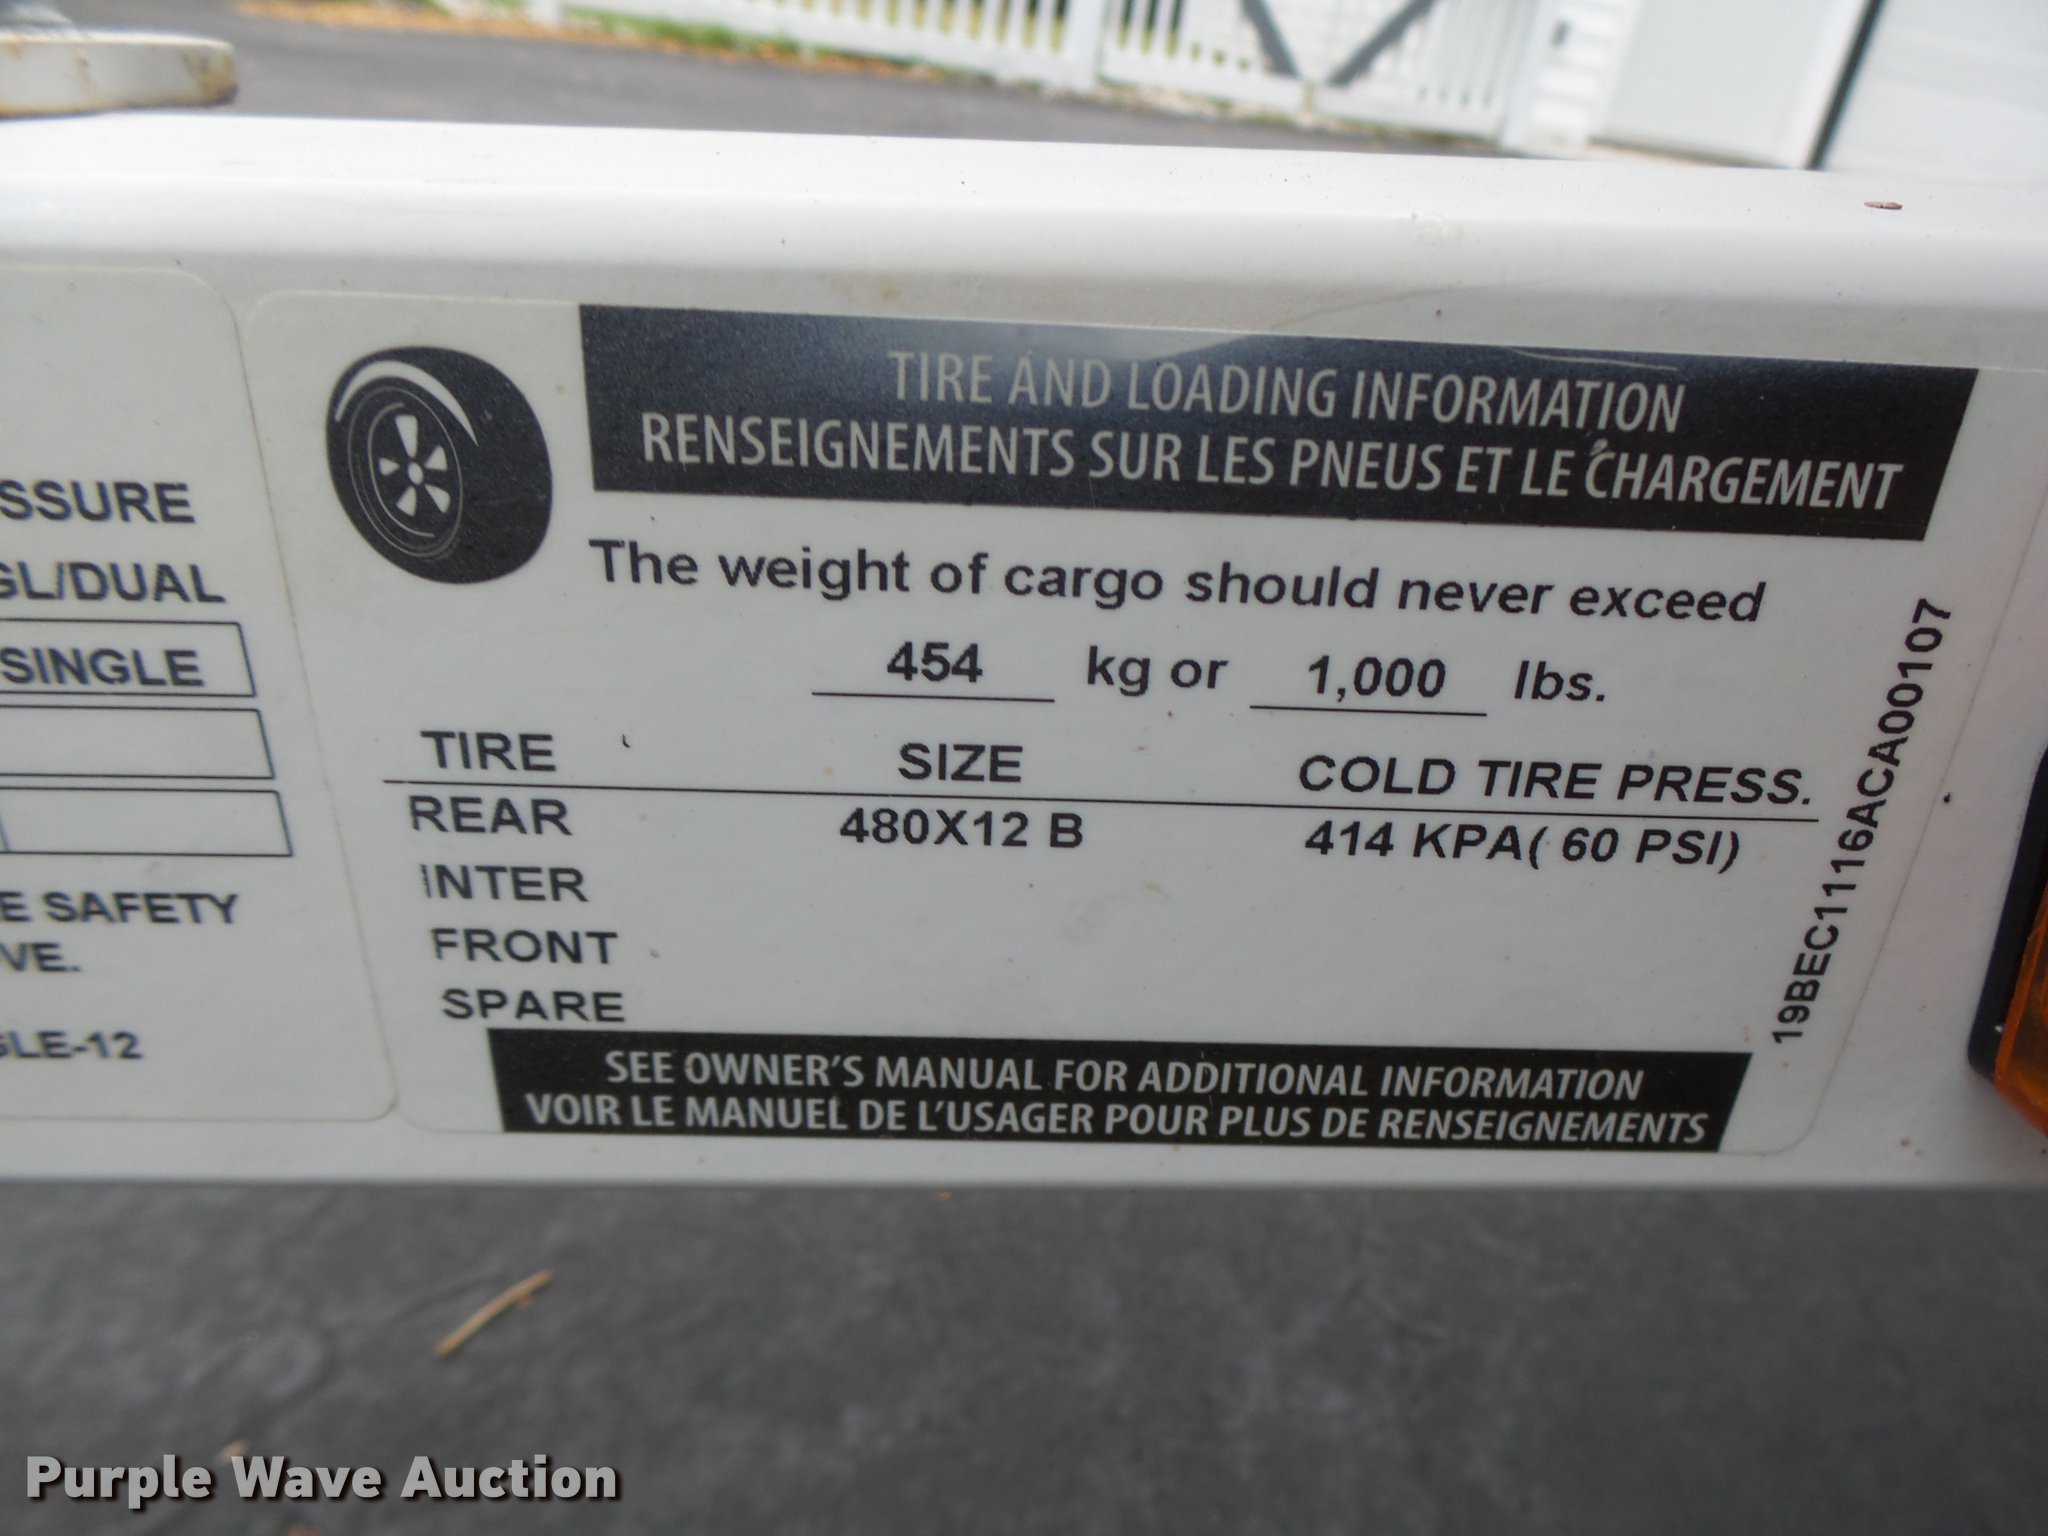 SSURE
GL/DUAL
SINGLE
E SAFETY
VE.
GLE-12
TIRE AND LOADING INFORMATION
RENSEIGNEMENTS SUR LES PNEUS ET LE CHARGEMENT
The weight of cargo should never exceed
454 kg or 1,000 lbs.
TIRE SIZE COLD TIRE PRESS.
REAR 480X12 B 414 KPA( 60 PSI)
INTER
FRONT
SPARE
SEE OWNER'S MANUAL FOR ADDITIONAL INFORMATION
VOIR LE MANUEL DE L'USAGER POUR PLUS DE RENSEIGNEMENTS
19BEC1116ACA00107
Purple Wave Auction